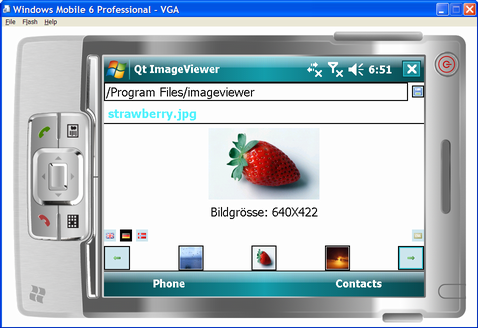 Windows Mobile 6 Professional - VGA
File Flash Help
Qt ImageViewer 6:51
/Program Files/imageviewer
strawberry.jpg
Bildgrösse: 640X422
Phone Contacts